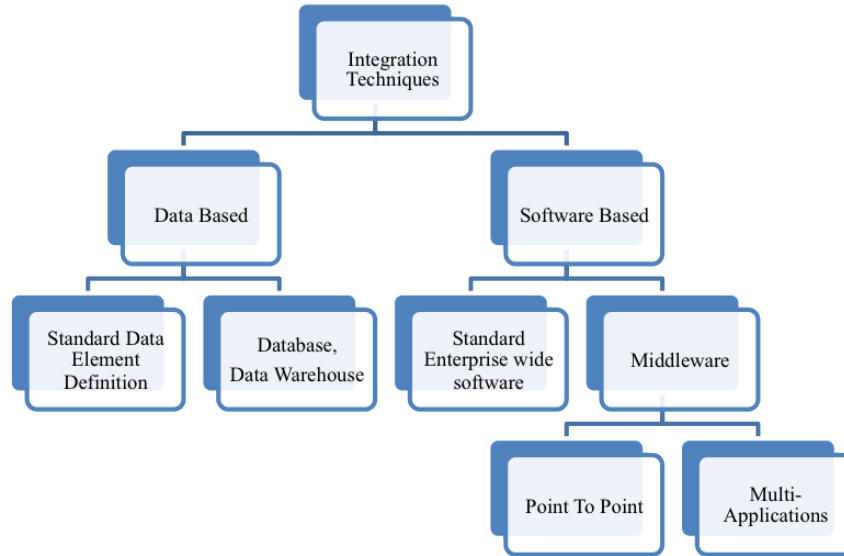 Integration
Techniques
Data Based
Software Based
Standard Data
Element
Definition
Database,
Data Warehouse
Standard
Enterprise wide
software
Middleware
Point To Point
Multi-
Applications